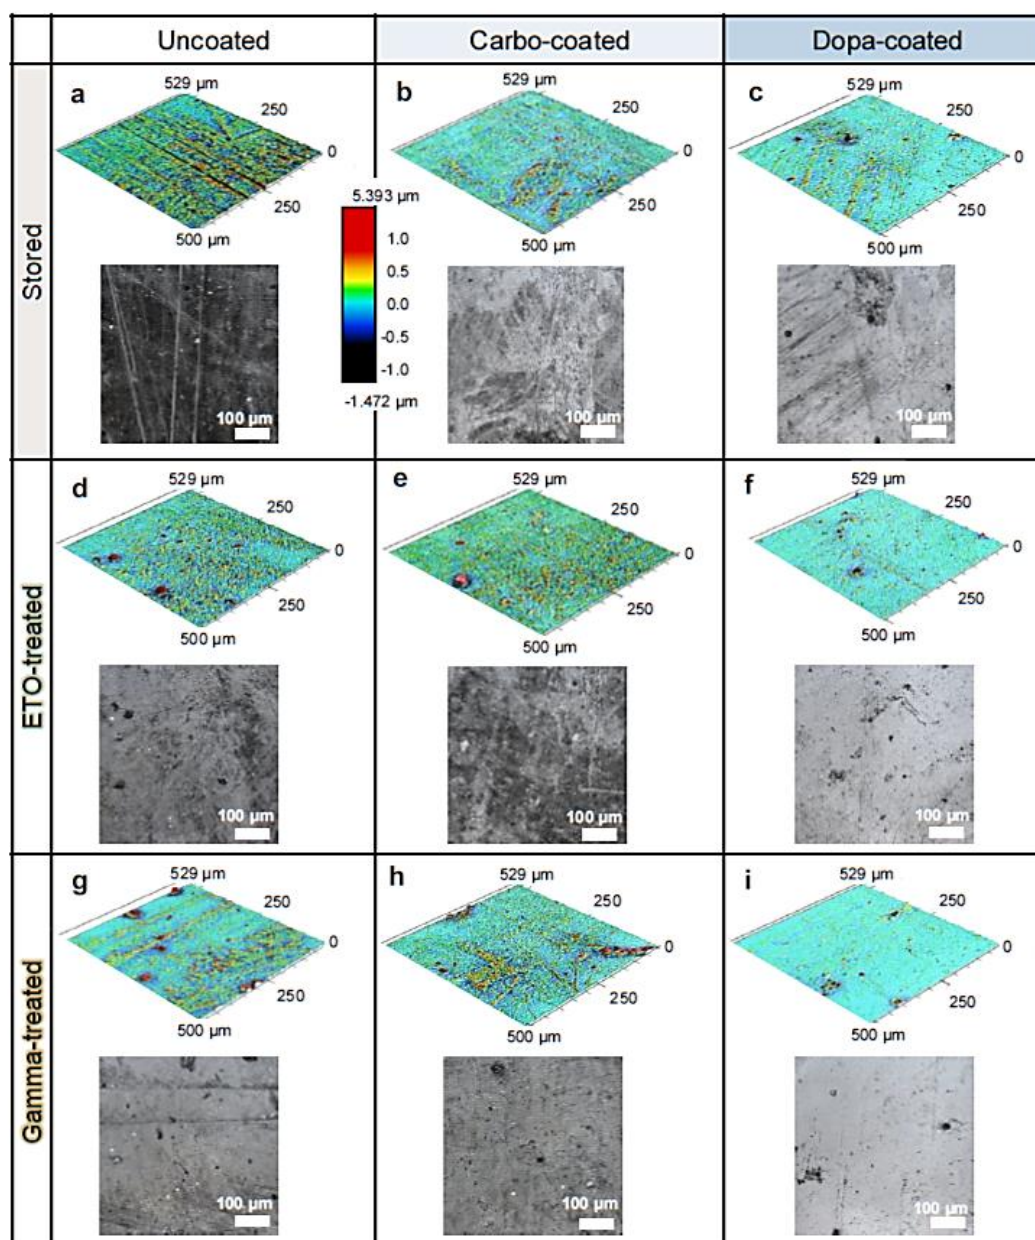 Uncoated
Carbo-coated
Dopa-coated
Stored
a
529 µm
250
0
250
500 µm
100 µm
5.393 µm
1.0
0.5
0.0
-0.5
-1.0
-1.472 µm
b
529 µm
250
0
250
500 µm
100 µm
c
529 µm
250
0
250
500 µm
100 µm
ETO-treated
d
529 µm
250
0
250
500 µm
100 µm
e
529 µm
250
0
250
500 µm
100 µm
f
529 µm
250
0
250
500 µm
100 µm
Gamma-treated
g
529 µm
250
0
250
500 µm
100 µm
h
529 µm
250
0
250
500 µm
100 µm
i
529 µm
250
0
250
500 µm
100 µm